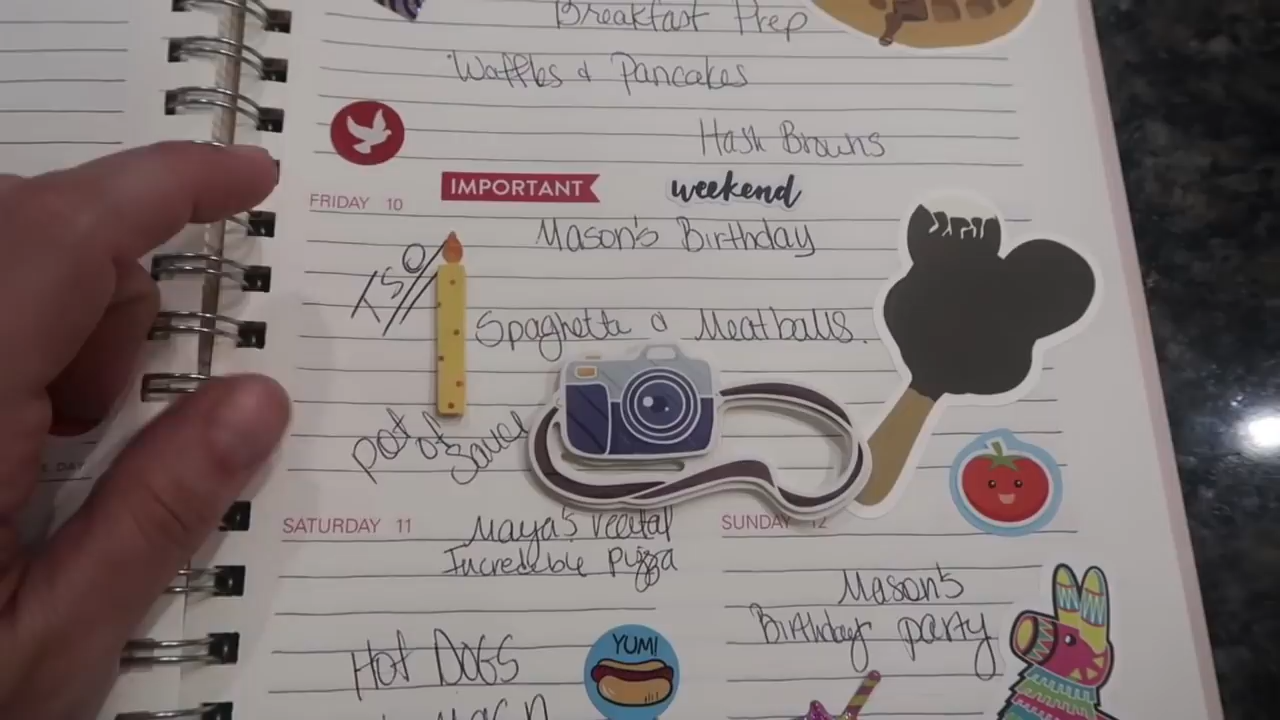 Breakfast Prep
Waffles & Pancakes
Hash Browns
IMPORTANT
weekend
FRIDAY 10
Mason's Birthday
Spaghetti & Meatballs.
pot of sauce
SATURDAY 11
Maya's recital
Incredible pizza
SUNDAY 12
Mason's
Birthday party
Hot Dogs
YUM!